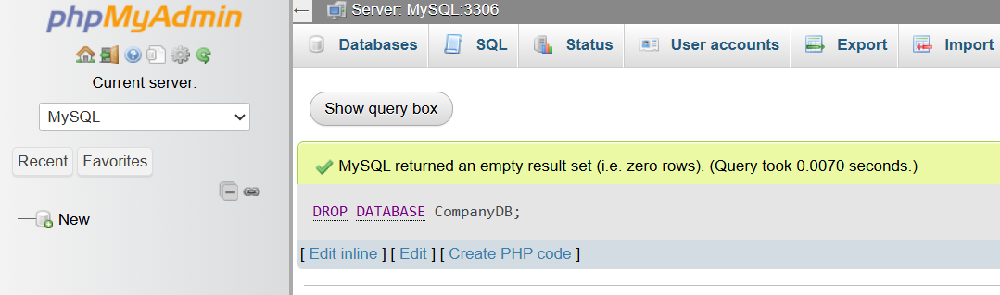 phpMyAdmin
Current server:
MySQL
Recent Favorites
New
← Server: MySQL:3306
Databases SQL Status User accounts Export Import
Show query box
MySQL returned an empty result set (i.e. zero rows). (Query took 0.0070 seconds.)
DROP DATABASE CompanyDB;
[ Edit inline ] [ Edit ] [ Create PHP code ]